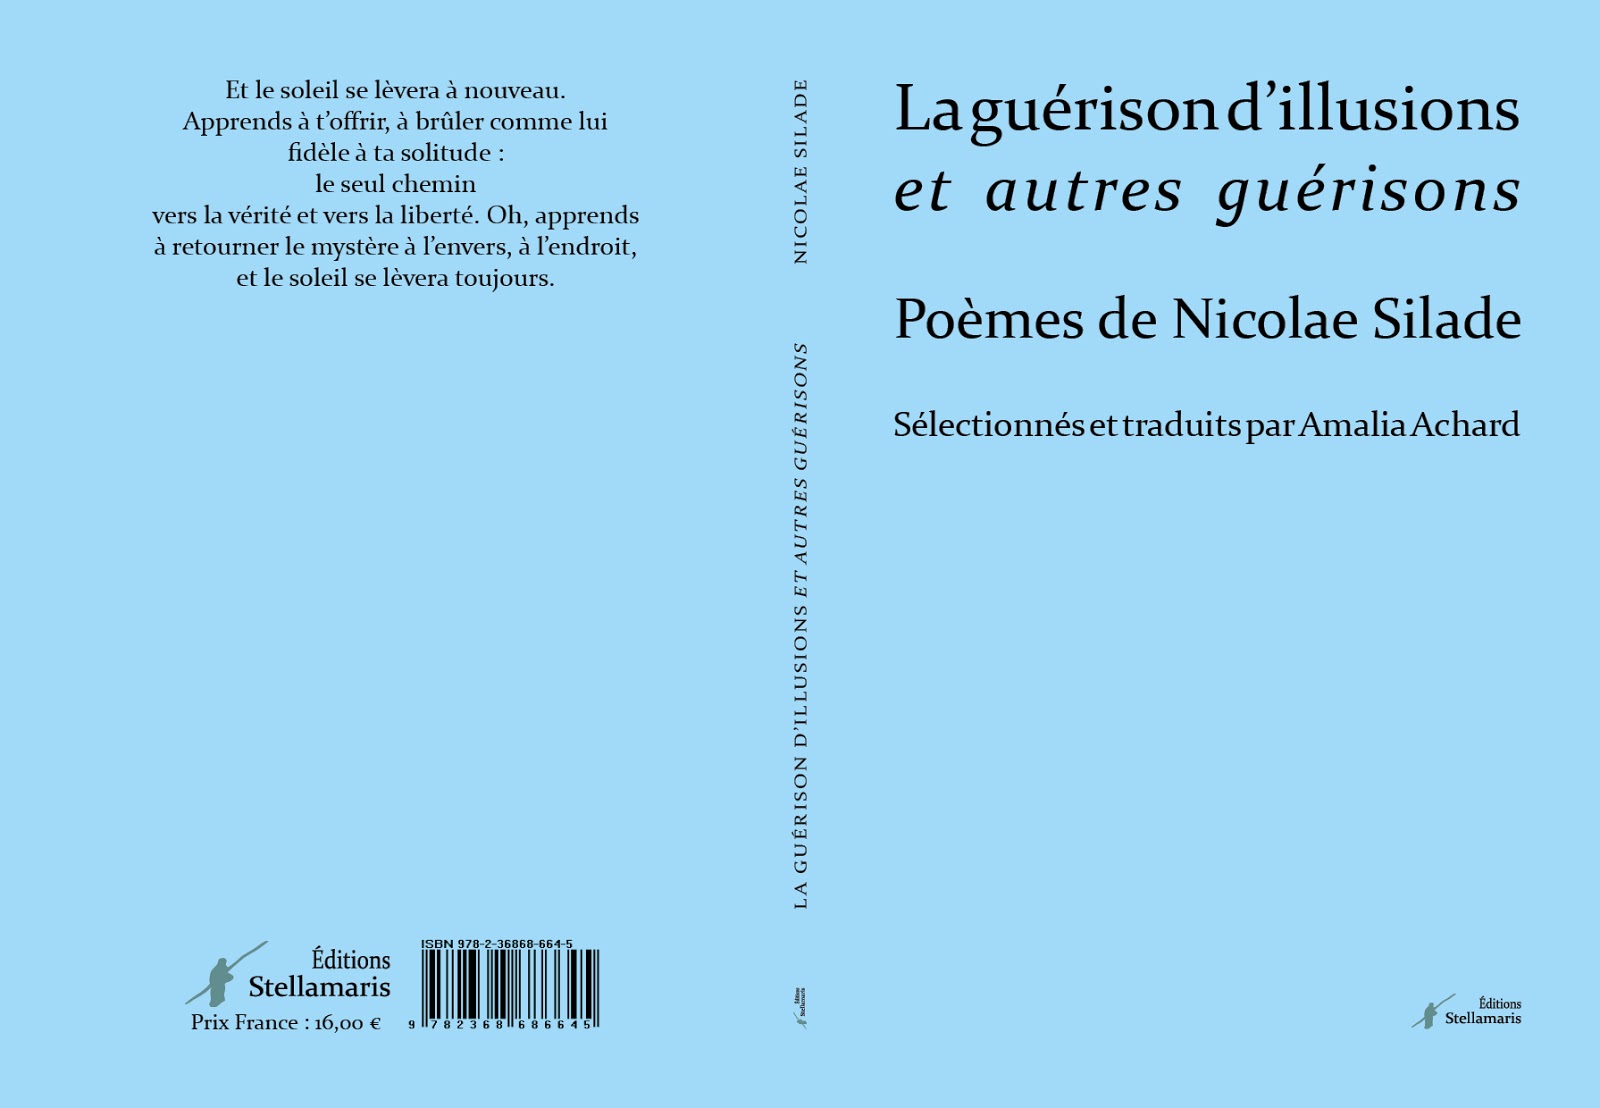 Et le soleil se lèvera à nouveau.
Apprends à t’offrir, à brûler comme lui
fidèle à ta solitude :
le seul chemin
vers la vérité et vers la liberté. Oh, apprends
à retourner le mystère à l’envers, à l’endroit,
et le soleil se lèvera toujours.
Éditions
Stellamaris
Prix France : 16,00 €
ISBN 978-2-36868-664-5
9 782368 686645
LA GUÉRISON D’ILLUSIONS ET AUTRES GUÉRISONS NICOLAE SILADE
Éditions
Stellamaris
La guérison d’illusions
et autres guérisons
Poèmes de Nicolae Silade
Sélectionnés et traduits par Amalia Achard
Éditions
Stellamaris